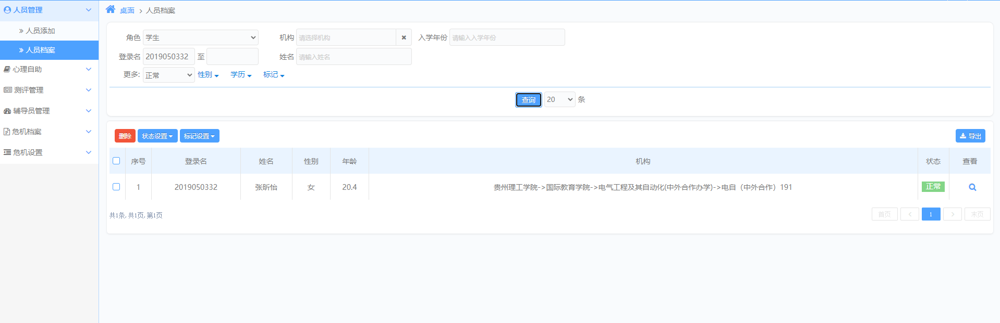 人员管理
人员添加
人员档案
心理自助
测评管理
辅导员管理
危机档案
危机设置
桌面 > 人员档案
角色 学生 机构 请选择机构 入学年份 请输入入学年份
登录名 2019050332 至 姓名 请输入姓名
更多: 正常 性别 学历 标记
查询 20 条
删除 状态设置 标记设置 导出
序号 登录名 姓名 性别 年龄 机构 状态 查看
1 2019050332 张昕怡 女 20.4 贵州理工学院->国际教育学院->电气工程及其自动化(中外合作办学)->电自（中外合作）191 正常
共1条, 共1页, 第1页 首页 < 1 > 末页